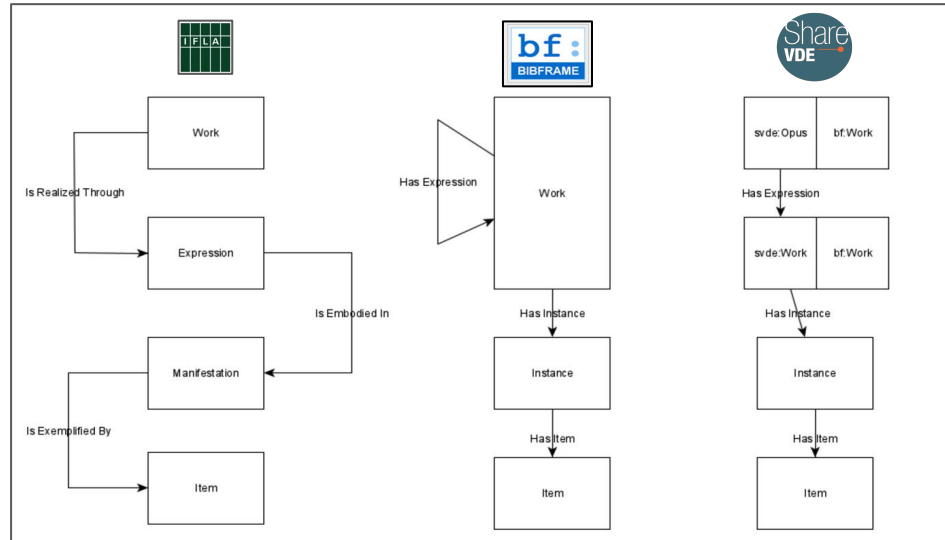 IFLA
bf:
BIBFRAME
Share
VDE
Work
Is Realized Through
Expression
Is Embodied In
Manifestation
Is Exemplified By
Item
Has Expression
Work
Has Instance
Instance
Has Item
Item
svde:Opus bf:Work
Has Expression
svde:Work bf:Work
Has Instance
Instance
Has Item
Item